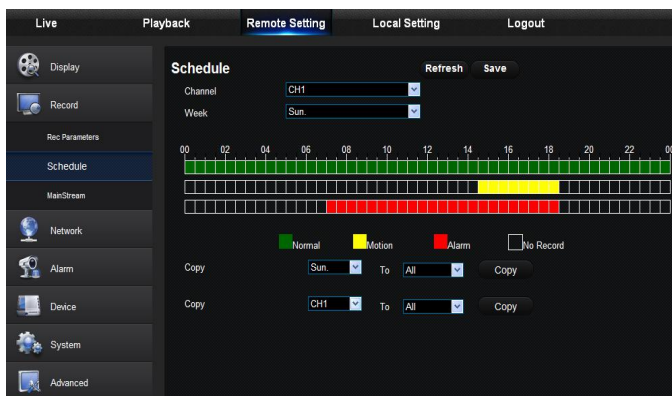 Live Playback Remote Setting Local Setting Logout
Display
Record
Rec Parameters
Schedule
MainStream
Network
Alarm
Device
System
Advanced
Schedule Refresh Save
Channel CH1
Week Sun.
00 02 04 06 08 10 12 14 16 18 20 22 00
Normal Motion Alarm No Record
Copy Sun. To All Copy
Copy CH1 To All Copy